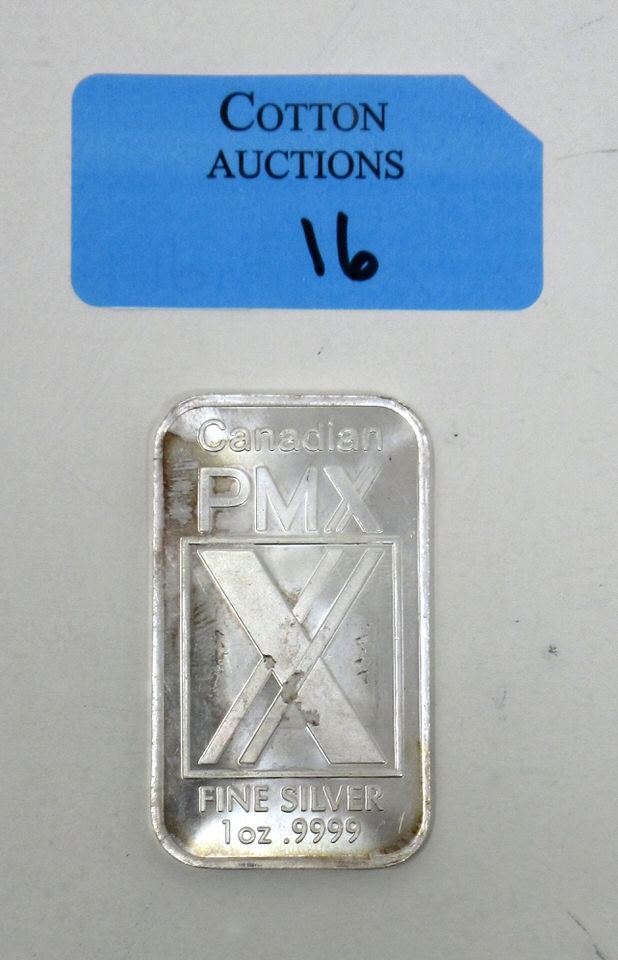 COTTON
AUCTIONS
16
Canadian
PMX
X
FINE SILVER
1oz .9999